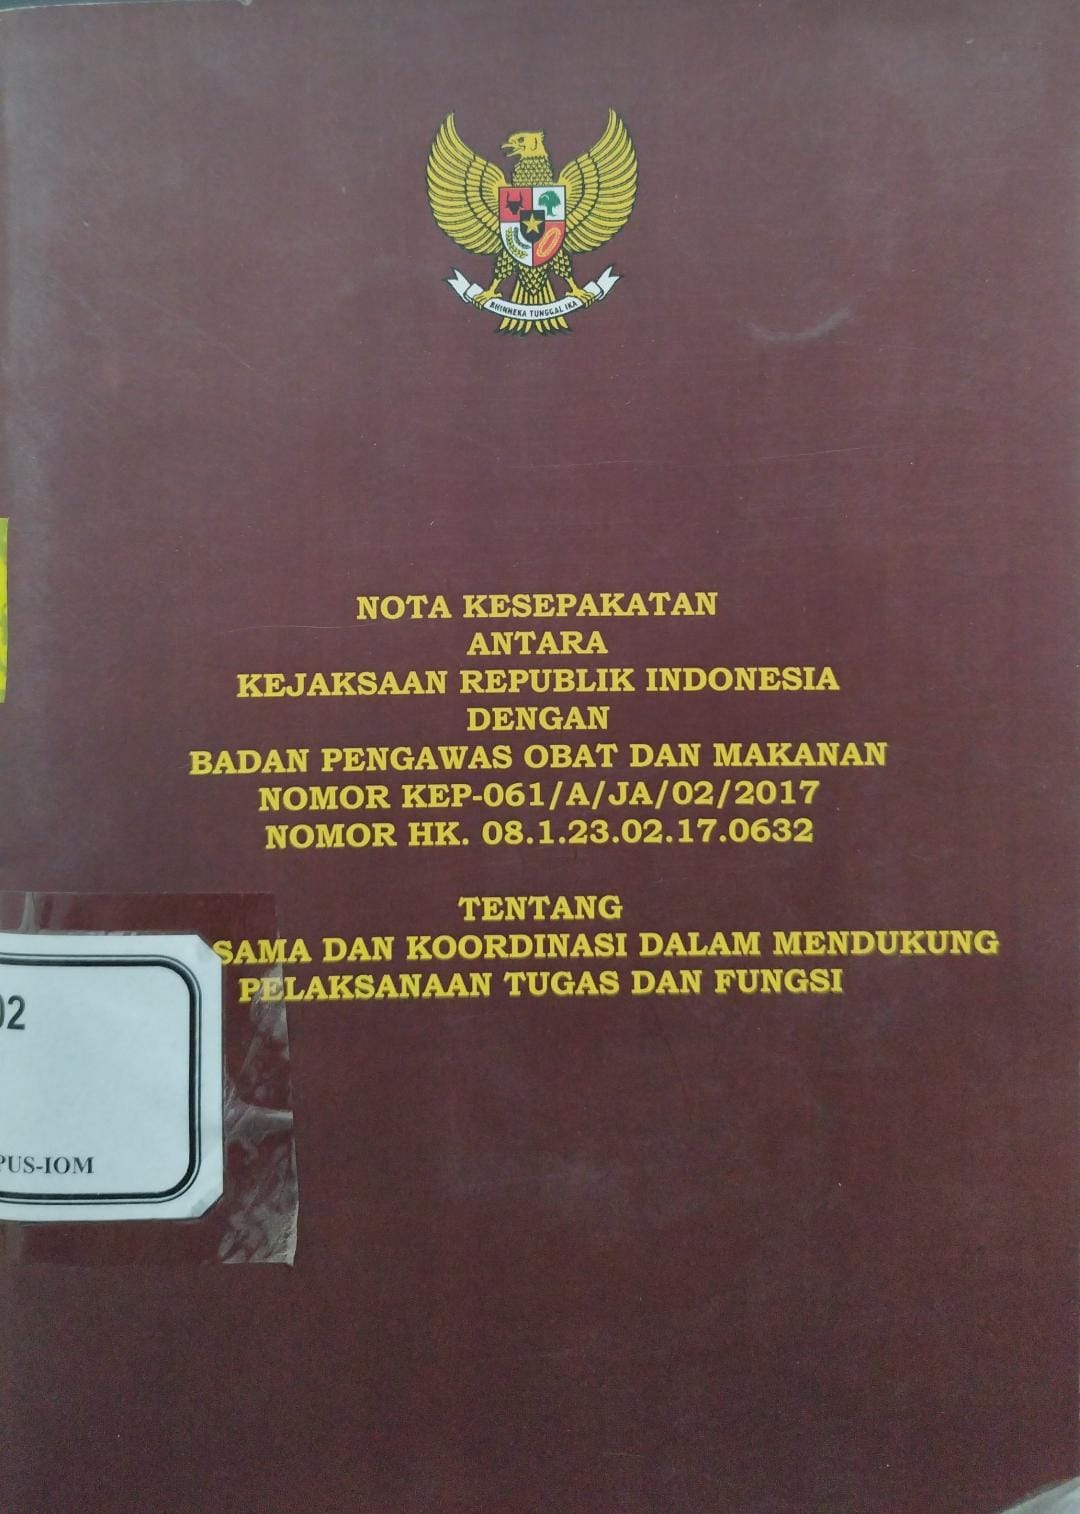 BHINNEKA TUNGGAL IKA
NOTA KESEPAKATAN
ANTARA
KEJAKSAAN REPUBLIK INDONESIA
DENGAN
BADAN PENGAWAS OBAT DAN MAKANAN
NOMOR KEP-061/A/JA/02/2017
NOMOR HK. 08.1.23.02.17.0632
TENTANG
SAMA DAN KOORDINASI DALAM MENDUKUNG
PELAKSANAAN TUGAS DAN FUNGSI
02
PUS-IOM